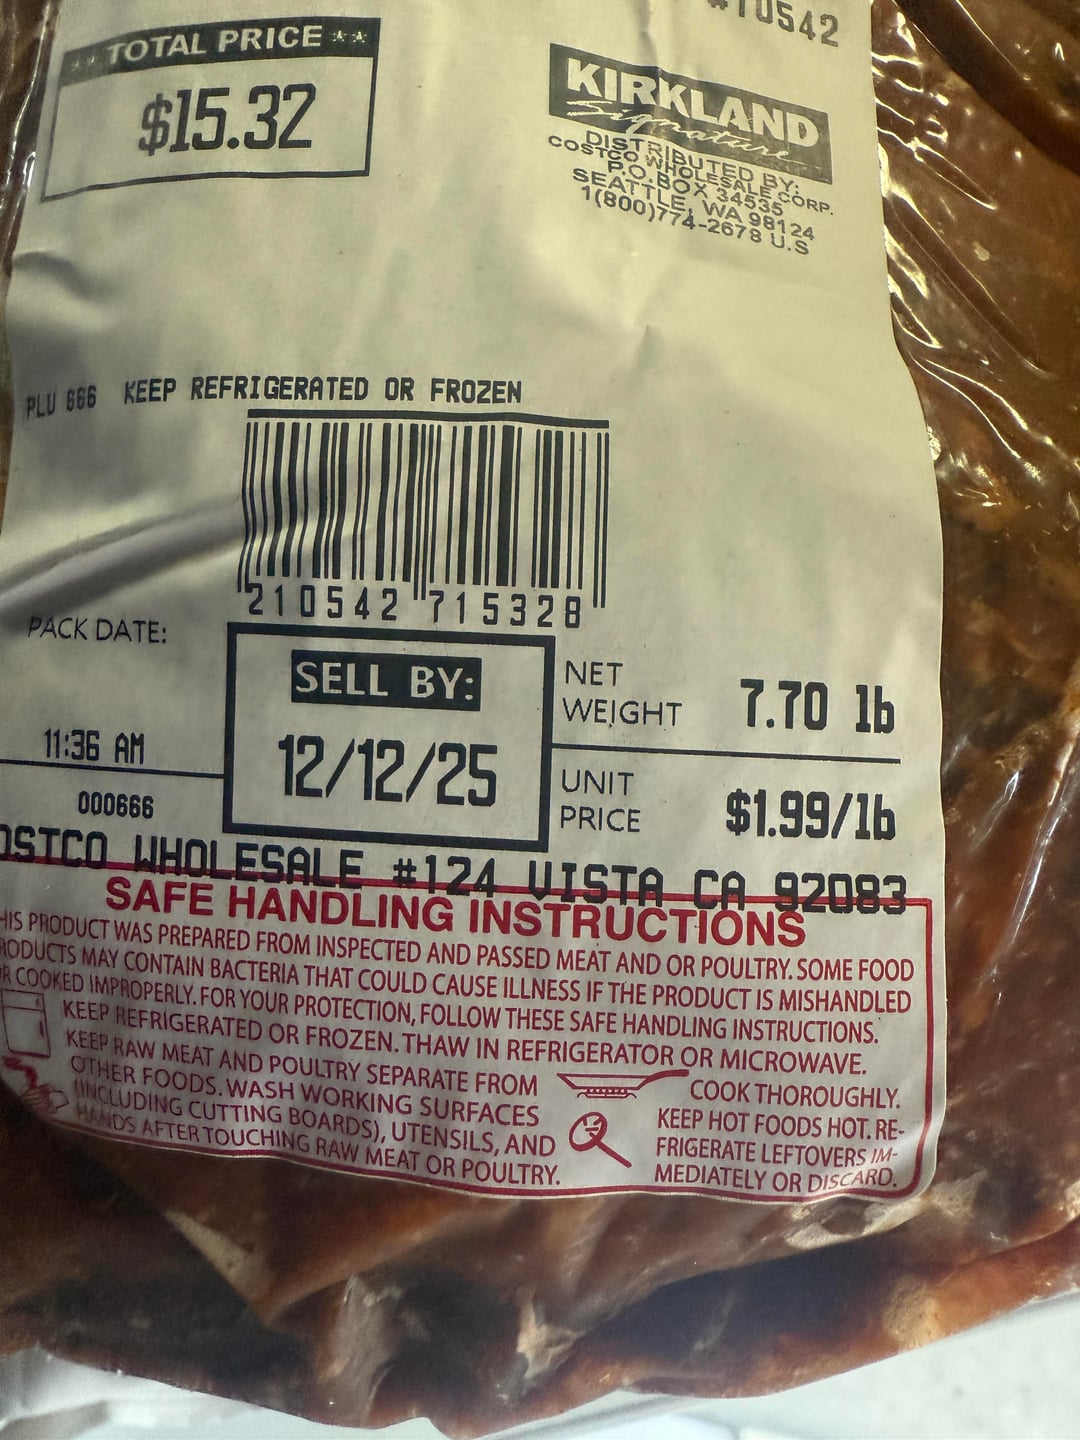 #10542
** TOTAL PRICE **
$15.32
KIRKLAND
Signature
DISTRIBUTED BY:
COSTCO WHOLESALE CORP.
P.O.BOX 34535
SEATTLE, WA 98124
1(800)774-2678 U.S
PLU 666 KEEP REFRIGERATED OR FROZEN
210542 715328
PACK DATE:
11:36 AM
000666
SELL BY:
12/12/25
NET WEIGHT 7.70 lb
UNIT PRICE $1.99/lb
OSTCO WHOLESALE #124 VISTA CA 92083
SAFE HANDLING INSTRUCTIONS
HIS PRODUCT WAS PREPARED FROM INSPECTED AND PASSED MEAT AND OR POULTRY. SOME FOOD
RODUCTS MAY CONTAIN BACTERIA THAT COULD CAUSE ILLNESS IF THE PRODUCT IS MISHANDLED
R COOKED IMPROPERLY. FOR YOUR PROTECTION, FOLLOW THESE SAFE HANDLING INSTRUCTIONS.
KEEP REFRIGERATED OR FROZEN. THAW IN REFRIGERATOR OR MICROWAVE.
KEEP RAW MEAT AND POULTRY SEPARATE FROM
OTHER FOODS. WASH WORKING SURFACES
(INCLUDING CUTTING BOARDS), UTENSILS, AND
HANDS AFTER TOUCHING RAW MEAT OR POULTRY.
COOK THOROUGHLY.
KEEP HOT FOODS HOT. RE-
FRIGERATE LEFTOVERS IM-
MEDIATELY OR DISCARD.